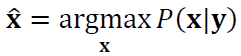 x̂ = argmax P(x|y)
x